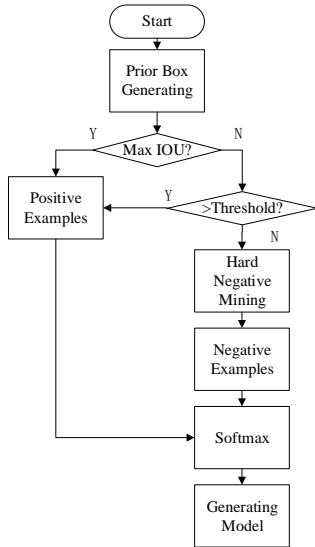 Start
Prior Box
Generating
Y
Max IOU?
N
Positive
Examples
Y
>Threshold?
N
Hard
Negative
Mining
Negative
Examples
Softmax
Generating
Model